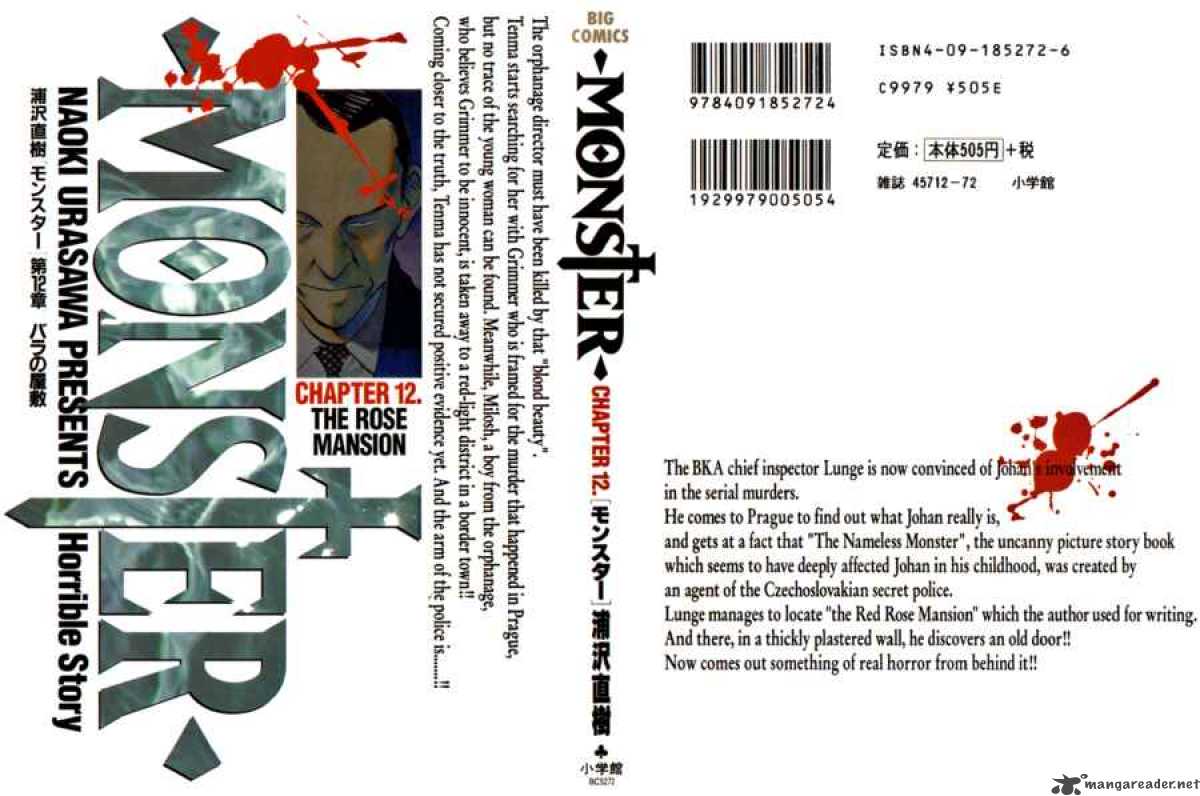 浦沢直樹[モンスター]第12章 バラの屋敷
NAOKI URASAWA PRESENTS Horrible Story
MONSTER
CHAPTER 12.
THE ROSE
MANSION
The orphanage director must have been killed by that "blond beauty".
Tenma starts searching for her with Grimmer who is framed for the murder that happened in Prague,
but no trace of the young woman can be found. Meanwhile, Milosh, a boy from the orphanage,
who believes Grimmer to be innocent, is taken away to a red-light district in a border town!!
Coming closer to the truth, Tenma has not secured positive evidence yet. And the arm of the police is.......!!
BIG
COMICS
MONSTER
CHAPTER 12.[モンスター]浦沢直樹
小学館
BC5272
9784091852724
1929979005054
ISBN4-09-185272-6
C9979 ¥505E
定価:本体505円+税
雑誌 45712-72 小学館
The BKA chief inspector Lunge is now convinced of Johan's involvement
in the serial murders.
He comes to Prague to find out what Johan really is,
and gets at a fact that "The Nameless Monster", the uncanny picture story book
which seems to have deeply affected Johan in his childhood, was created by
an agent of the Czechoslovakian secret police.
Lunge manages to locate "the Red Rose Mansion" which the author used for writing.
And there, in a thickly plastered wall, he discovers an old door!!
Now comes out something of real horror from behind it!!
mangareader.net